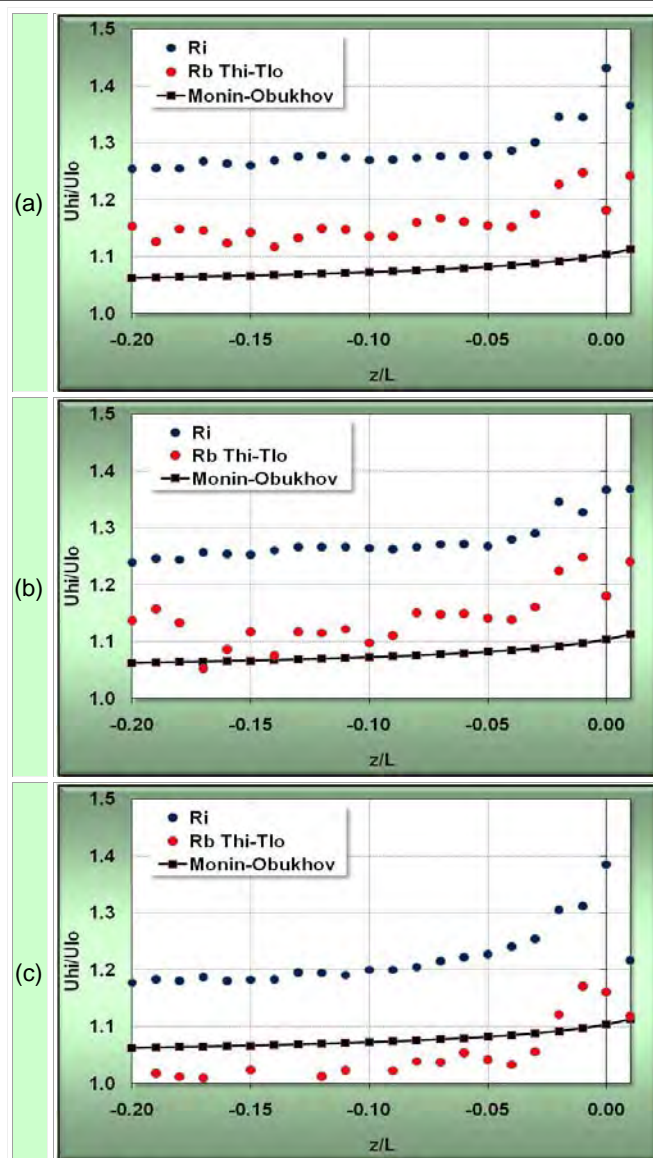 (a)
1.5
1.4
1.3
1.2
1.1
1.0
Uhi/Ulo
Ri
Rb Thi-Tlo
Monin-Obukhov
-0.20 -0.15 -0.10 -0.05 0.00
z/L
(b)
1.5
1.4
1.3
1.2
1.1
1.0
Uhi/Ulo
Ri
Rb Thi-Tlo
Monin-Obukhov
-0.20 -0.15 -0.10 -0.05 0.00
z/L
(c)
1.5
1.4
1.3
1.2
1.1
1.0
Uhi/Ulo
Ri
Rb Thi-Tlo
Monin-Obukhov
-0.20 -0.15 -0.10 -0.05 0.00
z/L